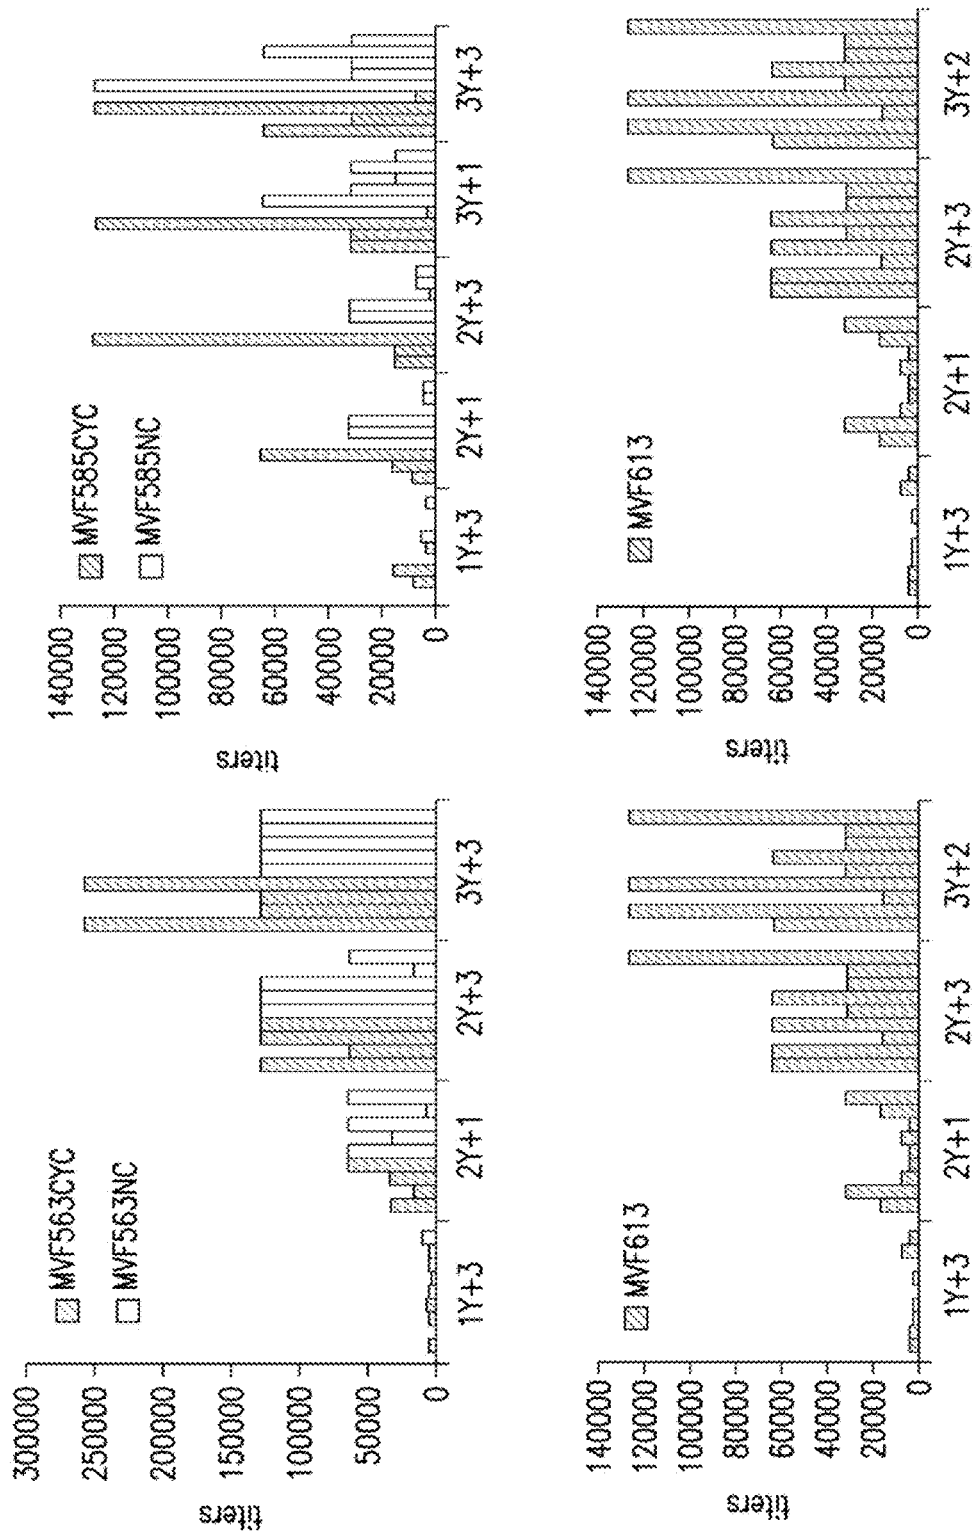 300000
250000
200000
150000
100000
50000
0
titers
MVF563CYC
MVF563NC
1Y+3
2Y+1
2Y+3
3Y+3
140000
120000
100000
80000
60000
40000
20000
0
titers
MVF585CYC
MVF585NC
1Y+3
2Y+1
2Y+3
3Y+1
3Y+3
140000
120000
100000
80000
60000
40000
20000
0
titers
MVF613
1Y+3
2Y+1
2Y+3
3Y+2
140000
120000
100000
80000
60000
40000
20000
0
titers
MVF613
1Y+3
2Y+1
2Y+3
3Y+2